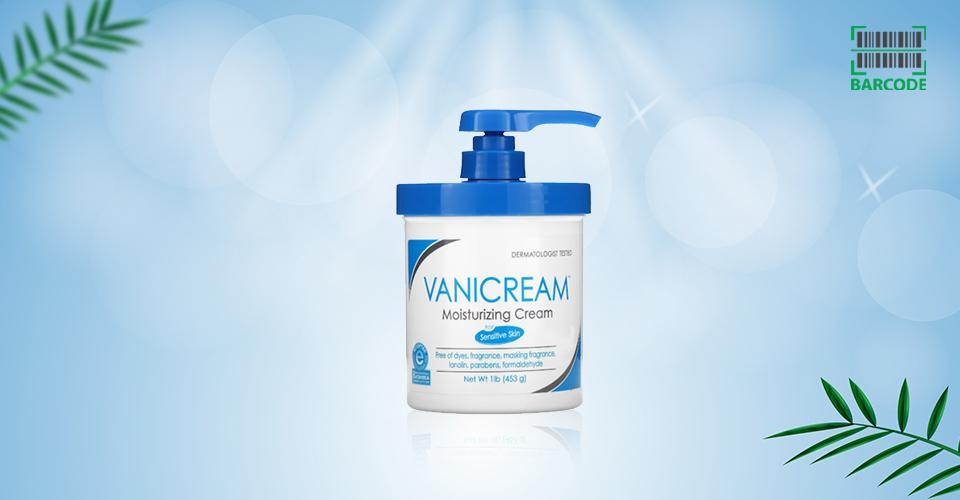 BARCODE
DERMATOLOGIST TESTED
VANICREAM™
Moisturizing Cream
for
Sensitive Skin
Free of dyes, fragrance, masking fragrance,
lanolin, parabens, formaldehyde
Net Wt 1lb (453 g)